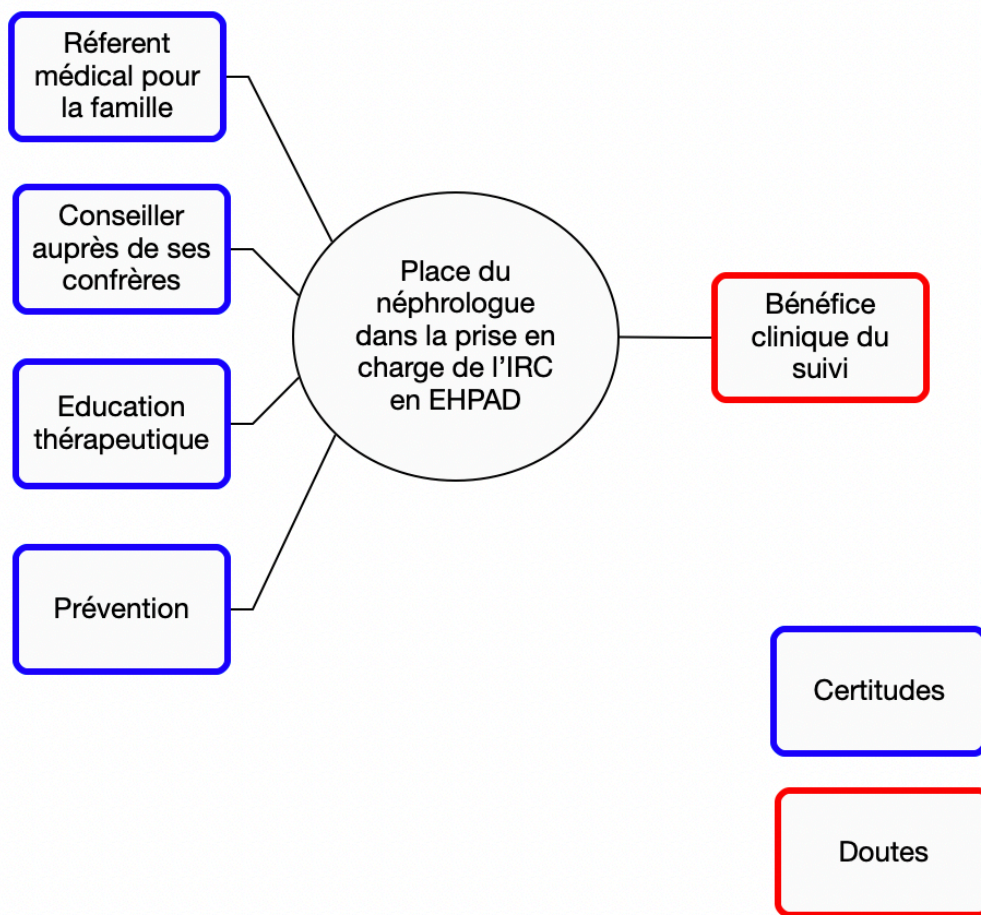 Réferent
médical pour
la famille
Conseiller
auprès de ses
confrères
Education
thérapeutique
Prévention
Place du
néphrologue
dans la prise en
charge de l'IRC
en EHPAD
Bénéfice
clinique du
suivi
Certitudes
Doutes